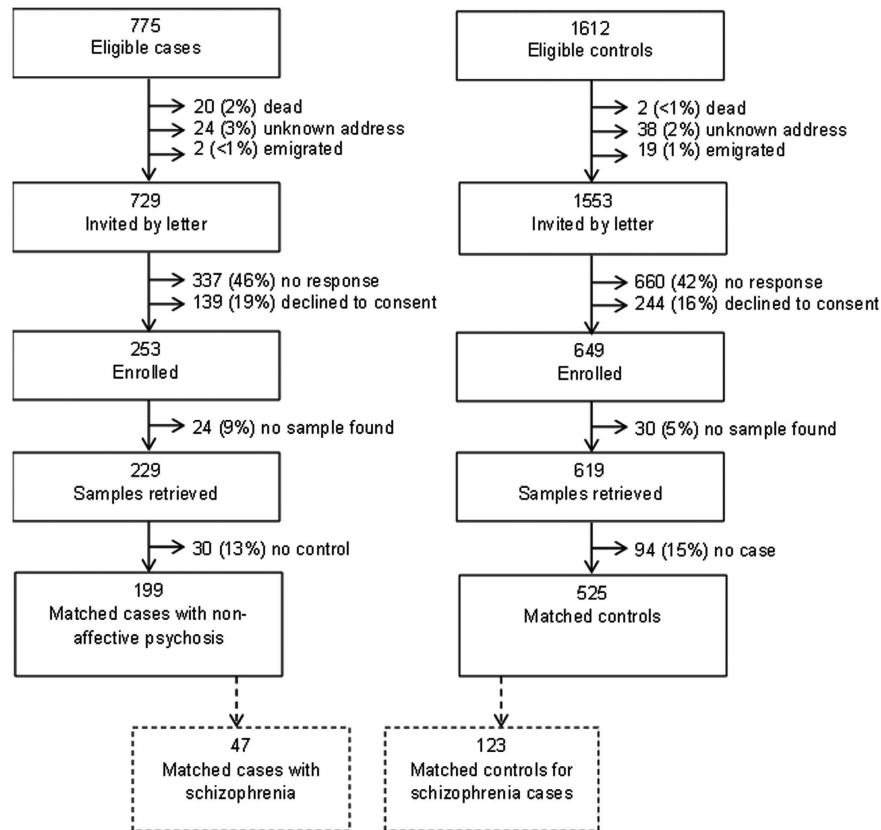 775
Eligible cases
20 (2%) dead
24 (3%) unknown address
2 (<1%) emigrated
729
Invited by letter
337 (46%) no response
139 (19%) declined to consent
253
Enrolled
24 (9%) no sample found
229
Samples retrieved
30 (13%) no control
199
Matched cases with non-
affective psychosis
47
Matched cases with
schizophrenia
1612
Eligible controls
2 (<1%) dead
38 (2%) unknown address
19 (1%) emigrated
1553
Invited by letter
660 (42%) no response
244 (16%) declined to consent
649
Enrolled
30 (5%) no sample found
619
Samples retrieved
94 (15%) no case
525
Matched controls
123
Matched controls for
schizophrenia cases